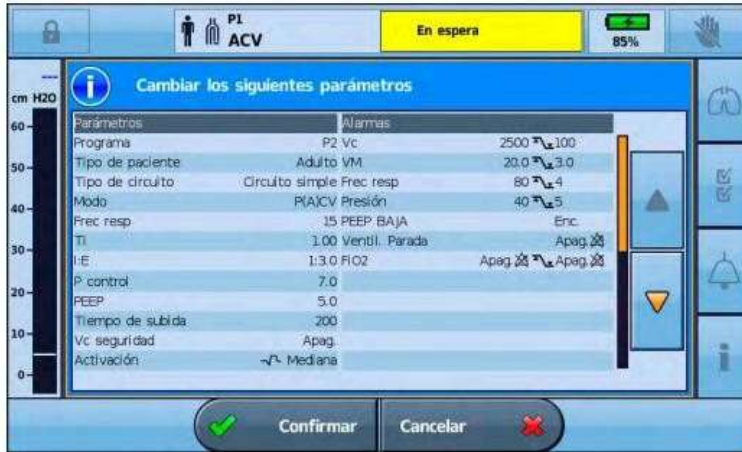 P1
ACV
En espera
85%
cm H2O
Cambiar los siguientes parámetros
Parámetros Alarmas
Programa P2 Vc 2500 100
Tipo de paciente Adulto VM 20.0 3.0
Tipo de circuito Circuito simple Frec resp 80 4
Modo P(A)CV Presión 40 5
Frec resp 15 PEEP BAJA Enc.
Ti 1.00 Ventil. Parada Apag.
I:E 1:3.0 FiO2 Apag. Apag.
P control 7.0
PEEP 5.0
Tiempo de subida 200
Vc seguridad Apag.
Activación Mediana
60
50
40
30
20
10
0
Confirmar Cancelar